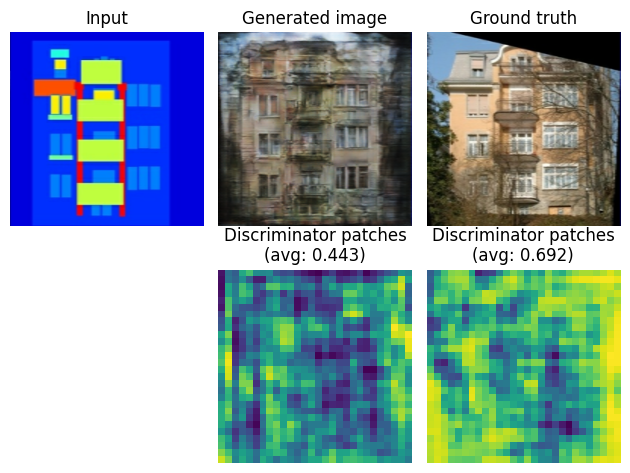 Input
Generated image
Ground truth
Discriminator patches
(avg: 0.443)
Discriminator patches
(avg: 0.692)